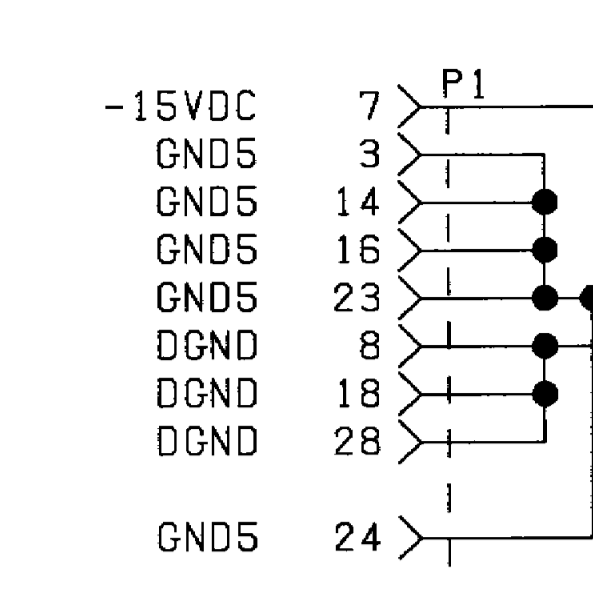 P1
-15VDC 7
GND5 3
GND5 14
GND5 16
GND5 23
DGND 8
DGND 18
DGND 28
GND5 24